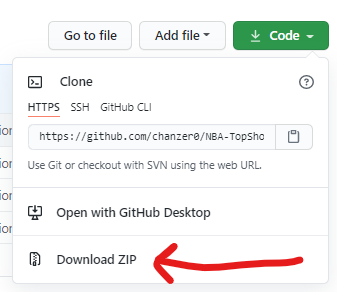 Go to file Add file Code
Clone
HTTPS SSH GitHub CLI
https://github.com/chanzer0/NBA-TopSho
Use Git or checkout with SVN using the web URL.
Open with GitHub Desktop
Download ZIP